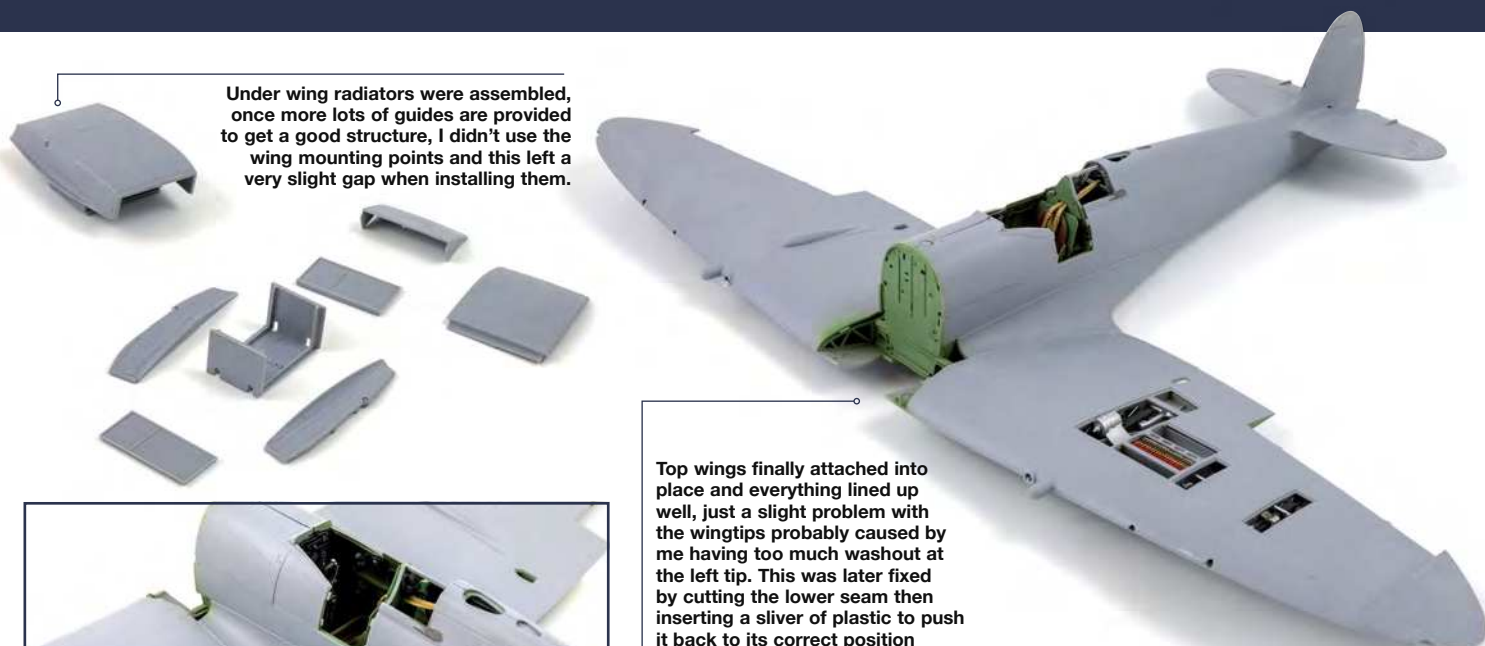 Under wing radiators were assembled,
once more lots of guides are provided
to get a good structure, I didn’t use the
wing mounting points and this left a
very slight gap when installing them.
Top wings finally attached into
place and everything lined up
well, just a slight problem with
the wingtips probably caused by
me having too much washout at
the left tip. This was later fixed
by cutting the lower seam then
inserting a sliver of plastic to push
it back to its correct position